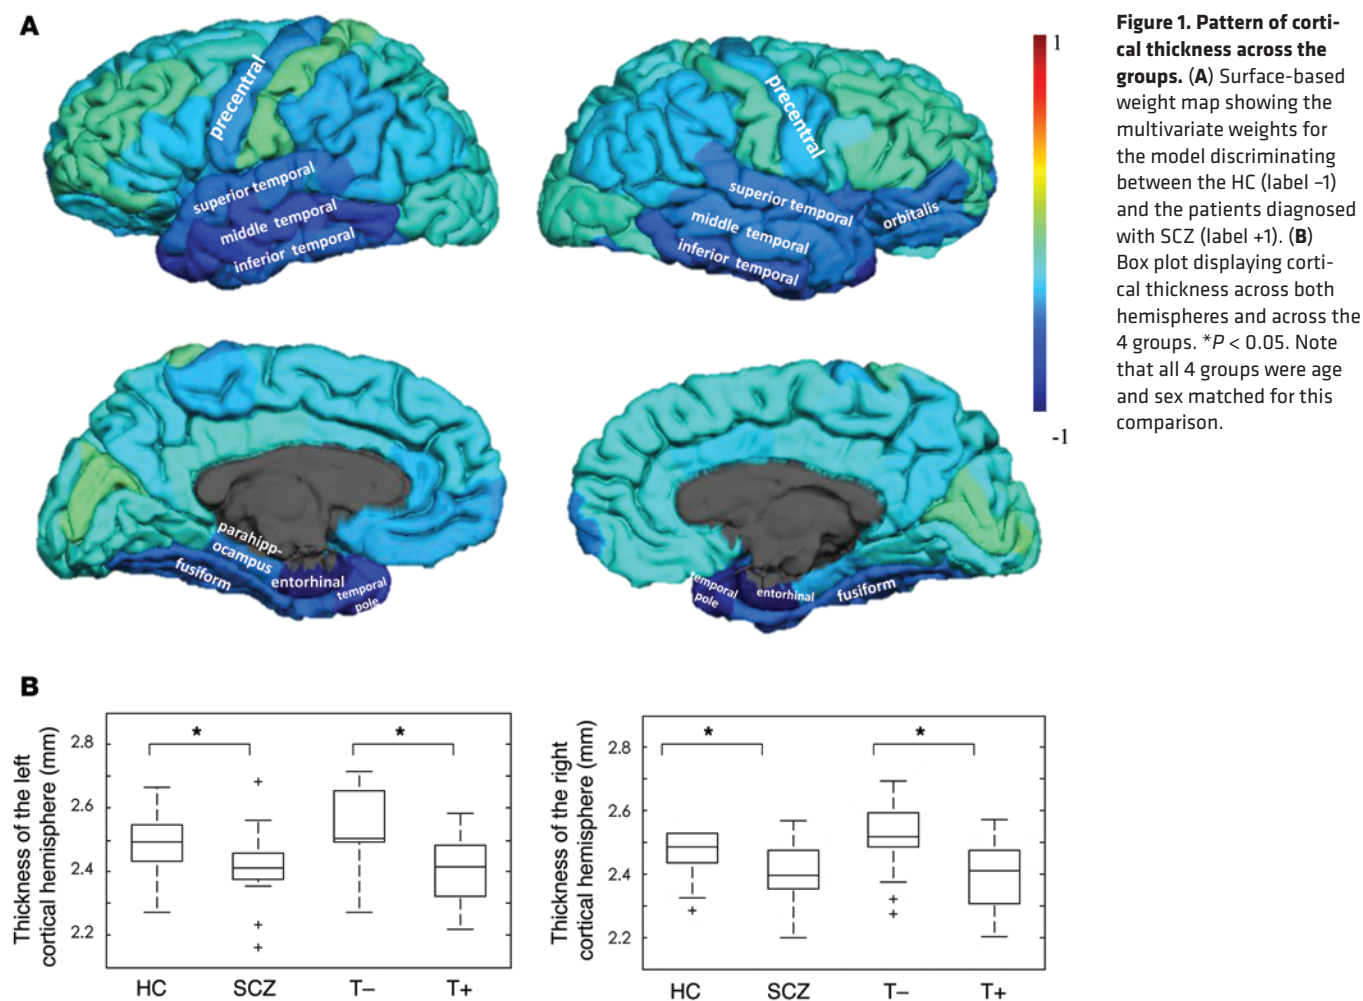 A
precentral
superior temporal
middle temporal
inferior temporal
precentral
superior temporal
middle temporal
inferior temporal
orbitalis
1
-1
parahipp-
ocampus
fusiform
entorhinal
temporal
pole
temporal
pole
entorhinal
fusiform
Figure 1. Pattern of corti-
cal thickness across the
groups. (A) Surface-based
weight map showing the
multivariate weights for
the model discriminating
between the HC (label –1)
and the patients diagnosed
with SCZ (label +1). (B)
Box plot displaying corti-
cal thickness across both
hemispheres and across the
4 groups. *P < 0.05. Note
that all 4 groups were age
and sex matched for this
comparison.
B
Thickness of the left
cortical hemisphere (mm)
2.8
2.6
2.4
2.2
* *
HC SCZ T– T+
Thickness of the right
cortical hemisphere (mm)
2.8
2.6
2.4
2.2
* *
HC SCZ T– T+